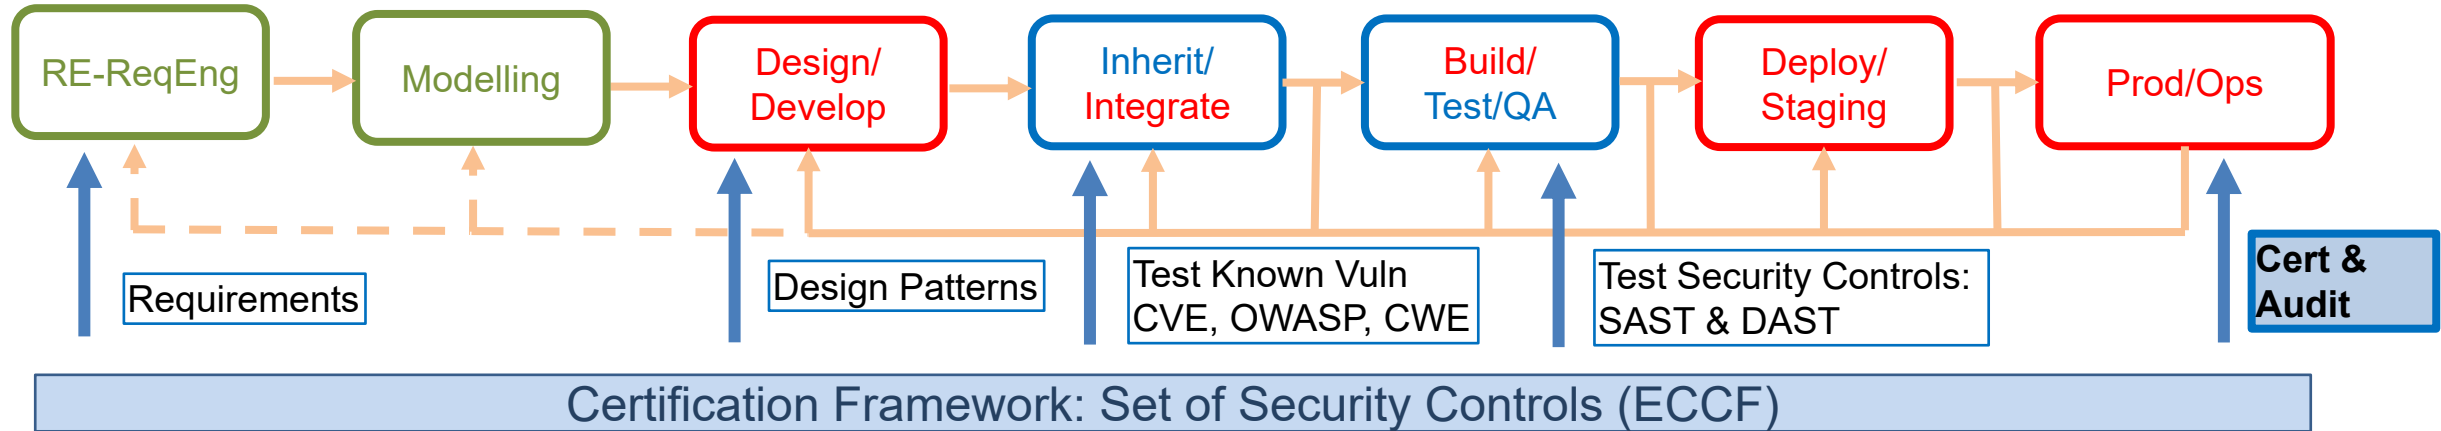 RE-ReqEng
Modelling
Design/
Develop
Inherit/
Integrate
Build/
Test/QA
Deploy/
Staging
Prod/Ops
Requirements
Design Patterns
Test Known Vuln
CVE, OWASP, CWE
Test Security Controls:
SAST & DAST
Cert &
Audit
Certification Framework: Set of Security Controls (ECCF)